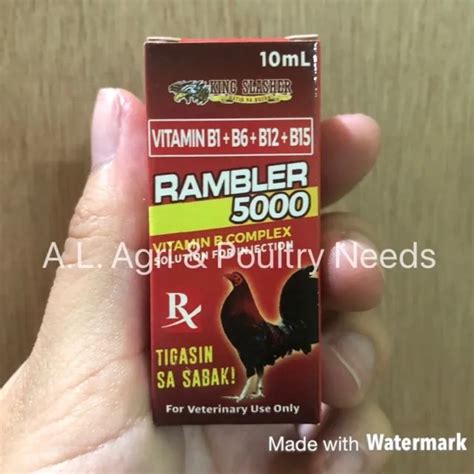 10mL
KING SLASHER
VITAMIN B1 + B6 + B12 + B15
RAMBLER
5000
VITAMIN B COMPLEX
SOLUTION FOR INJECTION
A.L. Agri & Poultry Needs
Rx
TIGASIN
SA SABAK!
For Veterinary Use Only
Made with Watermark